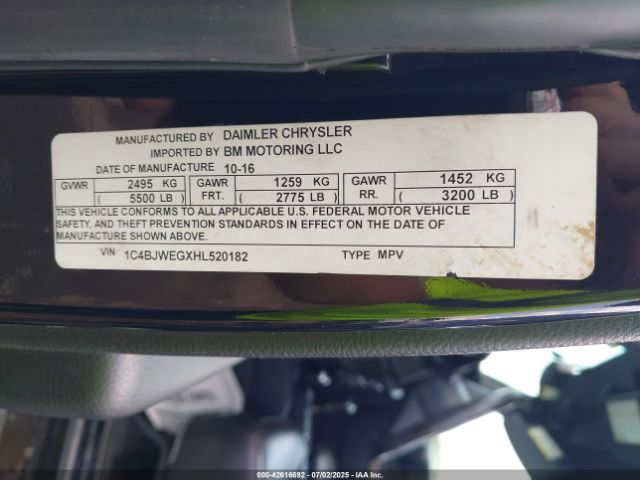 MANUFACTURED BY DAIMLER CHRYSLER
IMPORTED BY BM MOTORING LLC
DATE OF MANUFACTURE 10-16
GVWR 2495 KG GAWR FRT. 1259 KG GAWR RR. 1452 KG
( 5500 LB ) ( 2775 LB ) ( 3200 LB )
THIS VEHICLE CONFORMS TO ALL APPLICABLE U.S. FEDERAL MOTOR VEHICLE
SAFETY, AND THEFT PREVENTION STANDARDS IN EFFECT ON THE DATE OF
MANUFACTURE SHOWN ABOVE.
VIN 1C4BJWEGXHL520182 TYPE MPV
000-42616692 07/02/2025 IAAI/CRASHEDTOYS